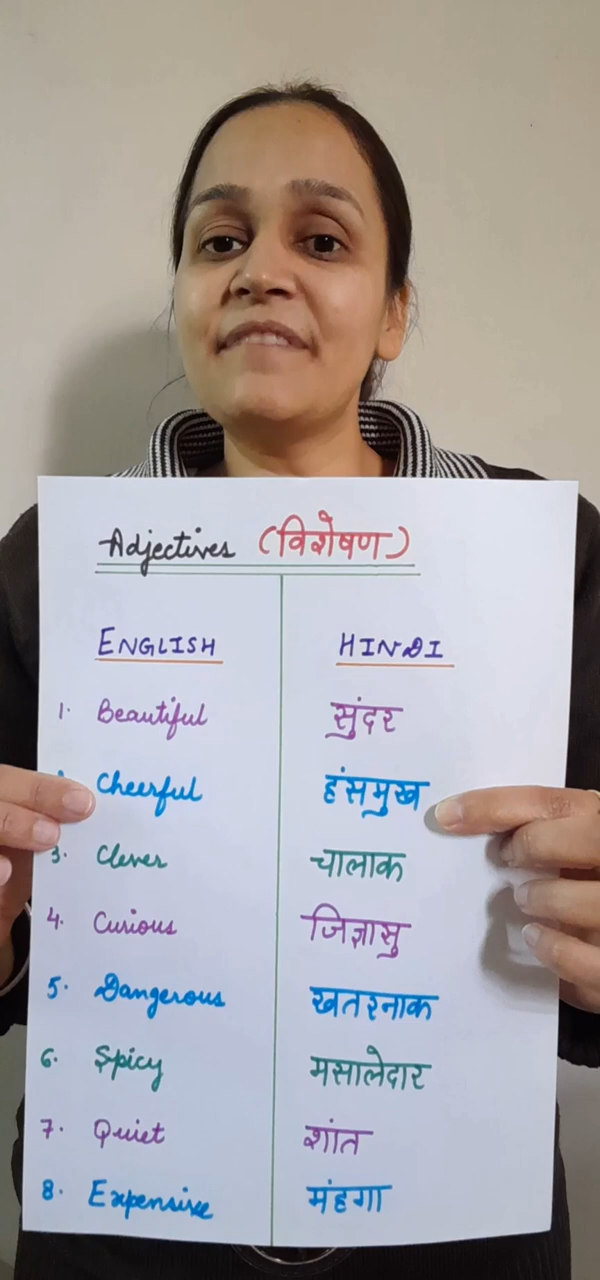 Adjectives (विशेषण)
ENGLISH HINDI
1. Beautiful सुंदर
Cheerful हंसमुख
3. Clever चालाक
4. Curious जिज्ञासु
5. Dangerous खतरनाक
6. Spicy मसालेदार
7. Quiet शांत
8. Expensive मंहगा